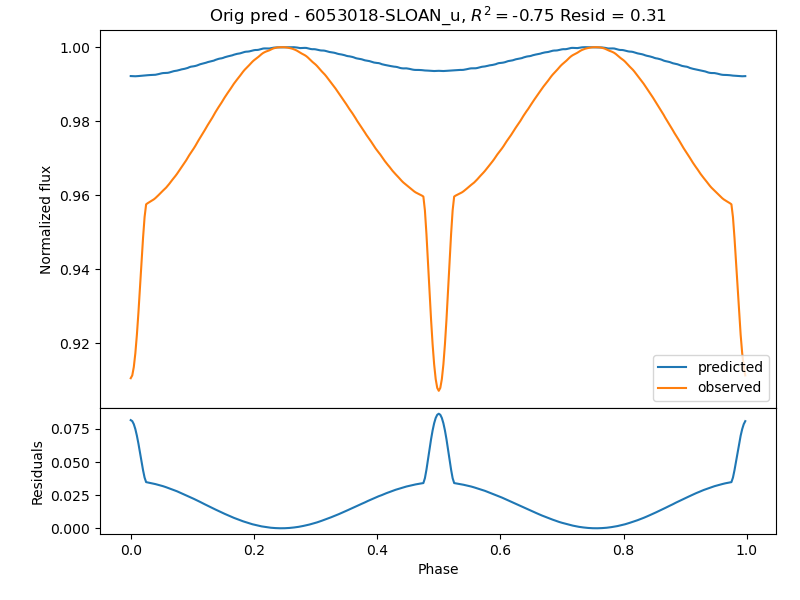 Orig pred - 6053018-SLOAN_u, $R^2 = $-0.75 Resid = 0.31
1.00
0.98
0.96
0.94
0.92
Normalized flux
predicted
observed
0.075
0.050
0.025
0.000
Residuals
0.0 0.2 0.4 0.6 0.8 1.0
Phase